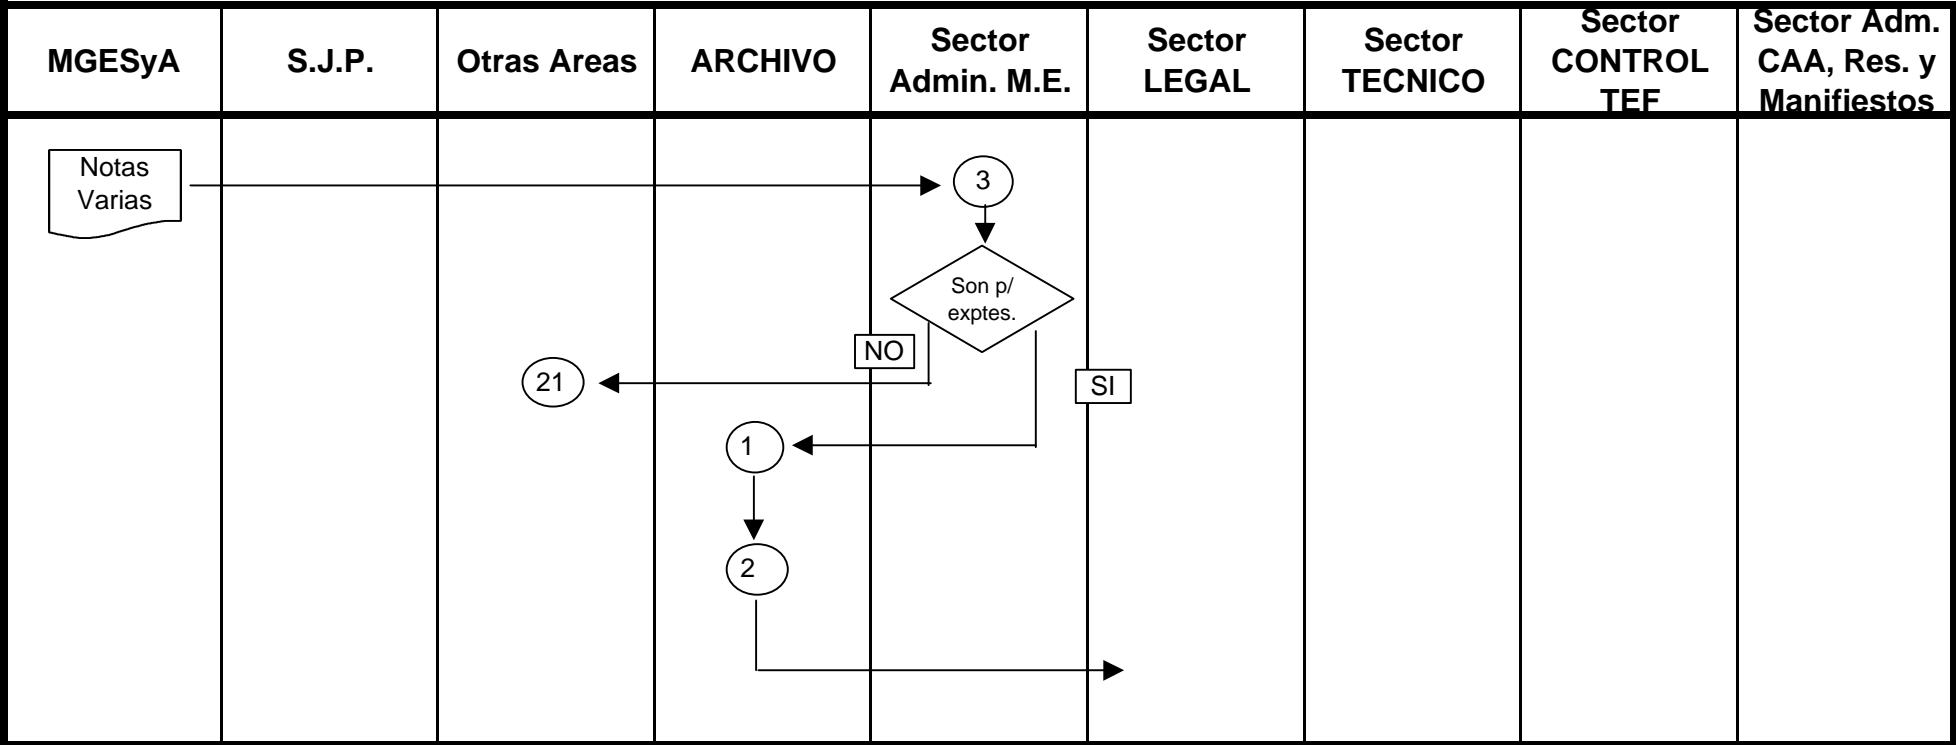 MGESyA
S.J.P.
Otras Areas
ARCHIVO
Sector
Admin. M.E.
Sector
LEGAL
Sector
TECNICO
Sector
CONTROL
TEF
Sector Adm.
CAA, Res. y
Manifiestos
Notas
Varias
3
Son p/
exptes.
NO
21
SI
1
2